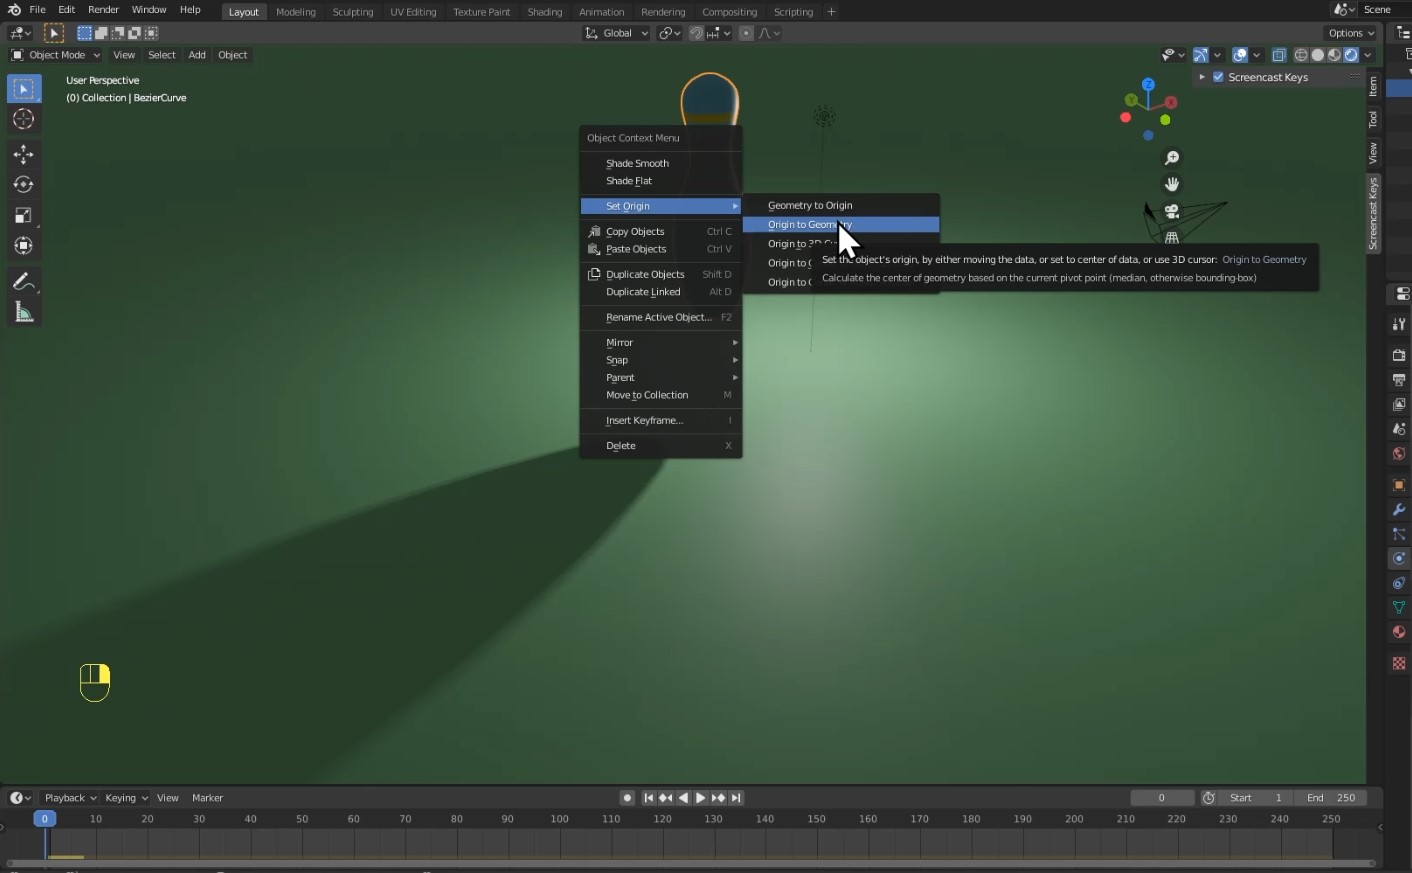 File Edit Render Window Help Layout Modeling Sculpting UV Editing Texture Paint Shading Animation Rendering Compositing Scripting + Scene
Global Options
Object Mode View Select Add Object
User Perspective
(0) Collection | BezierCurve
Screencast Keys
Z
Y
X
Item
Tool
View
Screencast Keys
Object Context Menu
Shade Smooth
Shade Flat
Set Origin
Copy Objects Ctrl C
Paste Objects Ctrl V
Duplicate Objects Shift D
Duplicate Linked Alt D
Rename Active Object... F2
Mirror
Snap
Parent
Move to Collection M
Insert Keyframe... I
Delete X
Geometry to Origin
Origin to Geometry
Origin to 3D
Origin to
Origin to
Set the object's origin, by either moving the data, or set to center of data, or use 3D cursor: Origin to Geometry
Calculate the center of geometry based on the current pivot point (median, otherwise bounding-box)
Playback Keying View Marker 0 Start 1 End 250
0 10 20 30 40 50 60 70 80 90 100 110 120 130 140 150 160 170 180 190 200 210 220 230 240 250